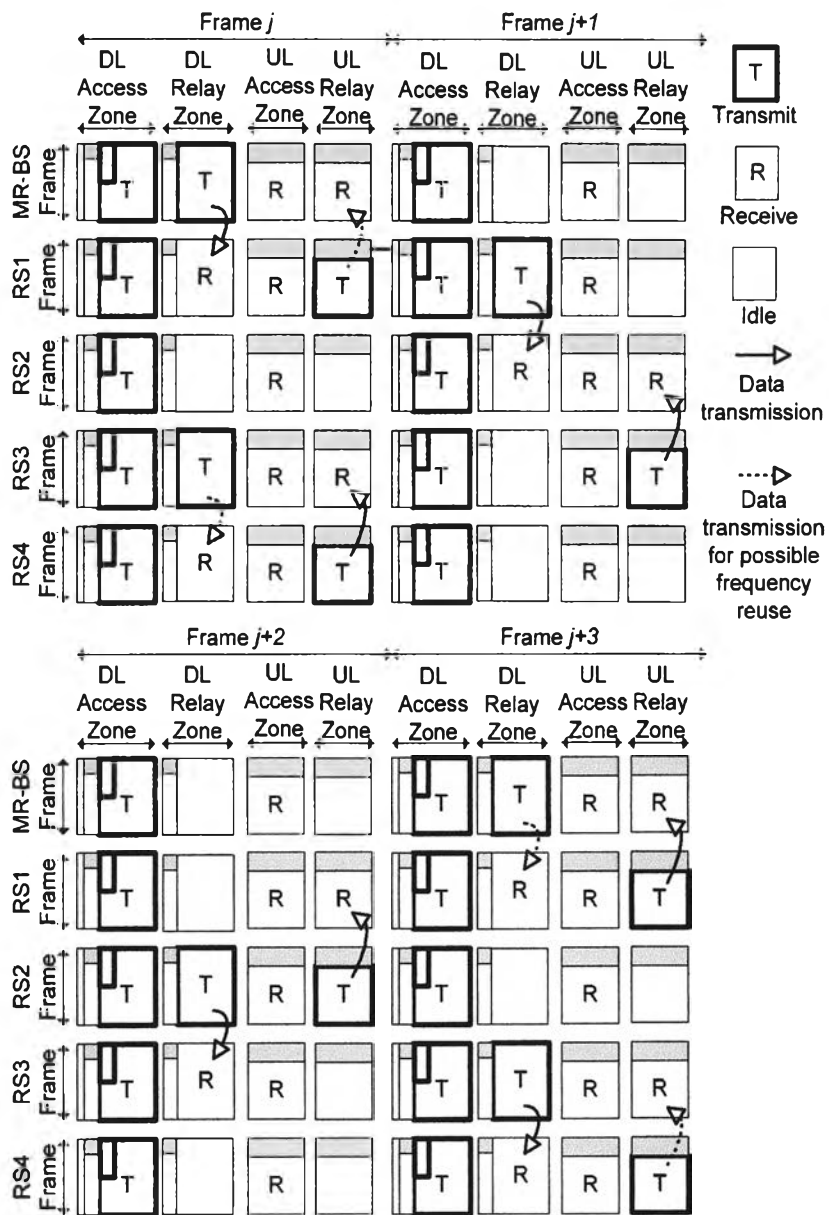 Frame j Frame j+1
DL DL UL UL DL DL UL UL
Access Relay Access Relay Access Relay Access Relay
Zone Zone Zone Zone Zone Zone Zone Zone
MR-BS
Frame
T T R R T R
RS1
Frame
T R R T T T R
RS2
Frame
T R T R R R
RS3
Frame
T T R R T R T
RS4
Frame
T R R T T R
T
Transmit
R
Receive
Idle
Data
transmission
Data
transmission
for possible
frequency
reuse
Frame j+2 Frame j+3
DL DL UL UL DL DL UL UL
Access Relay Access Relay Access Relay Access Relay
Zone Zone Zone Zone Zone Zone Zone Zone
MR-BS
Frame
T R T T R R
RS1
Frame
T R R T R R T
RS2
Frame
T T R T T R
RS3
Frame
T R R T T R R
RS4
Frame
T R T R R T